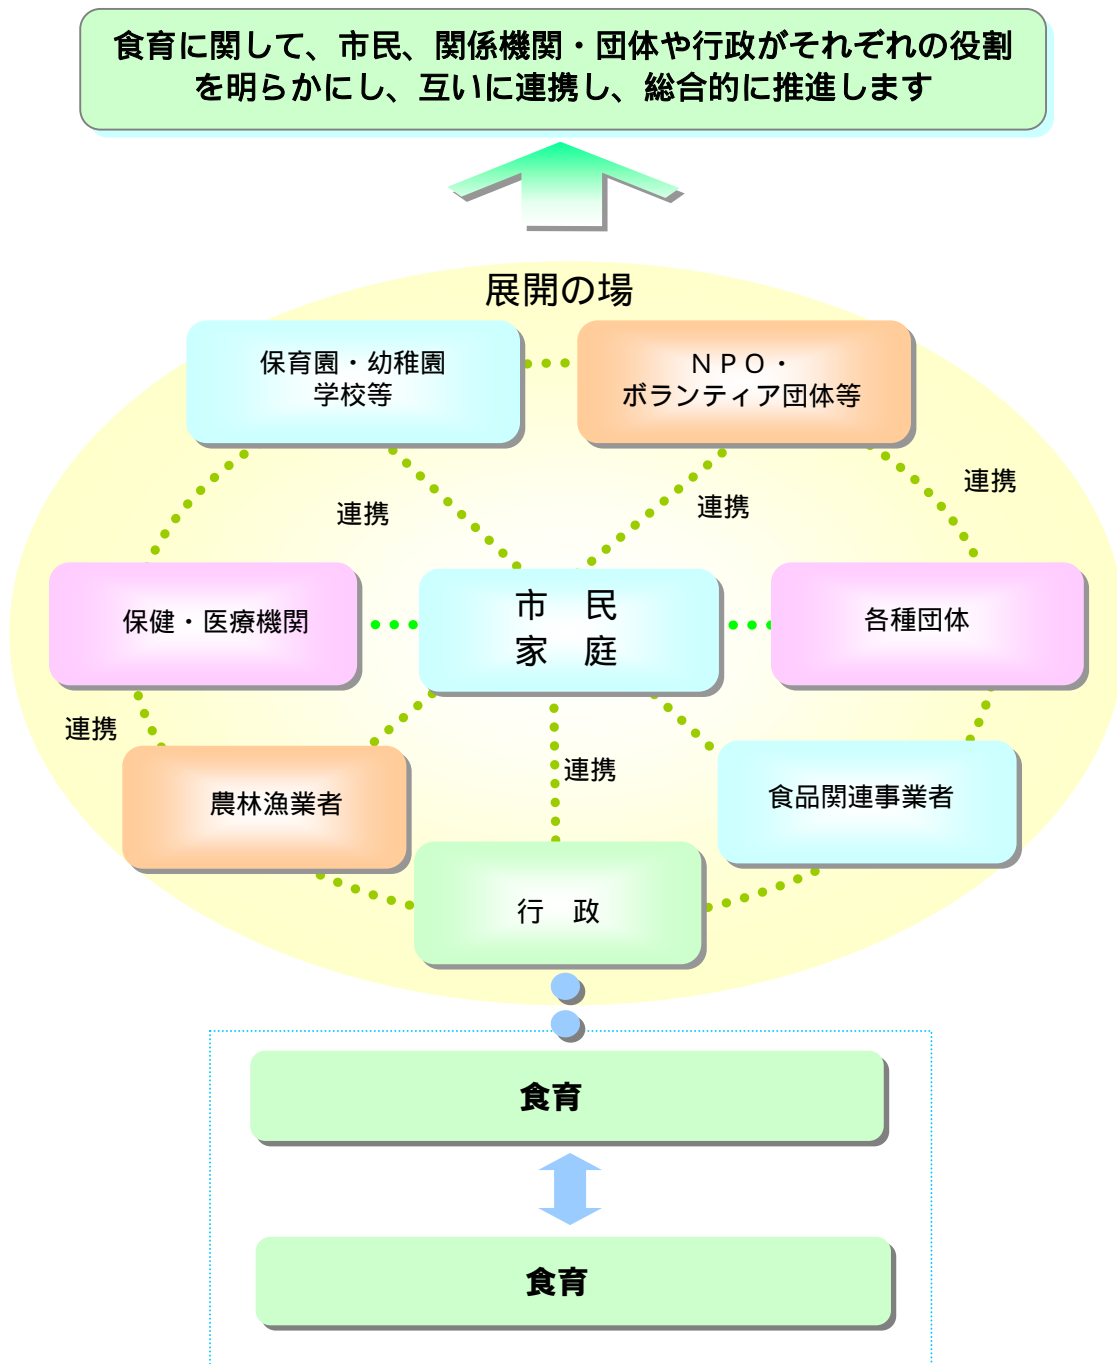 食育に関して、市民、関係機関・団体や行政がそれぞれの役割
を明らかにし、互いに連携し、総合的に推進します
展開の場
保育園・幼稚園
学校等
ＮＰＯ・
ボランティア団体等
連携
連携
連携
保健・医療機関
市　民
家　庭
各種団体
連携
農林漁業者
連携
食品関連事業者
行　政
食育
食育